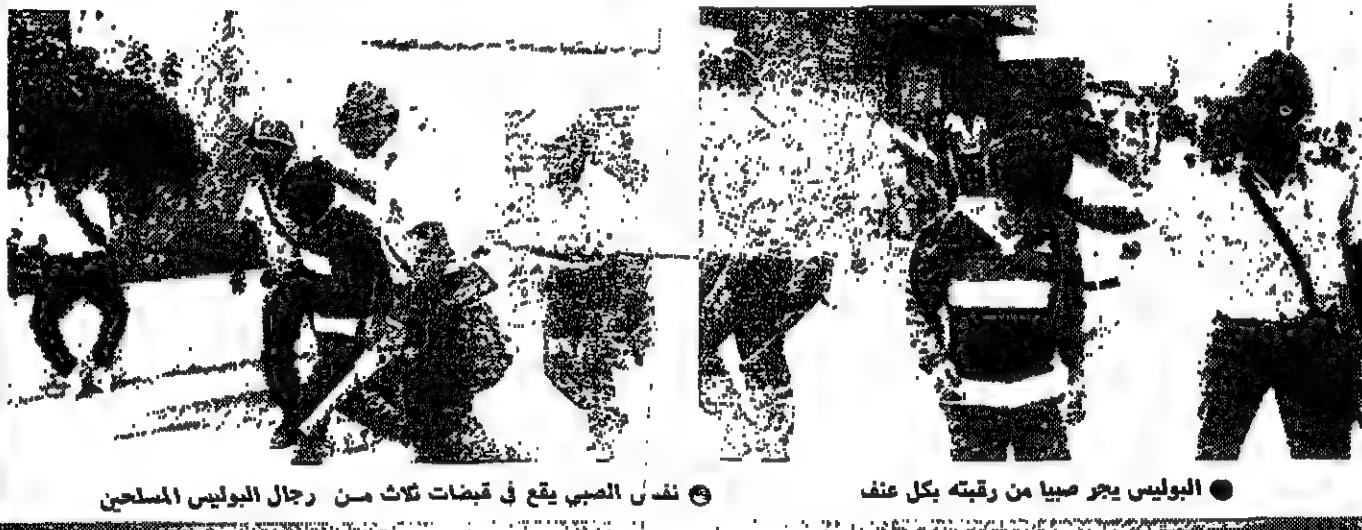 ● البوليس يجر صبيا من رقبته بكل عنف
● نفس الصبي يقع في قبضات ثلاث من رجال البوليس المسلحين